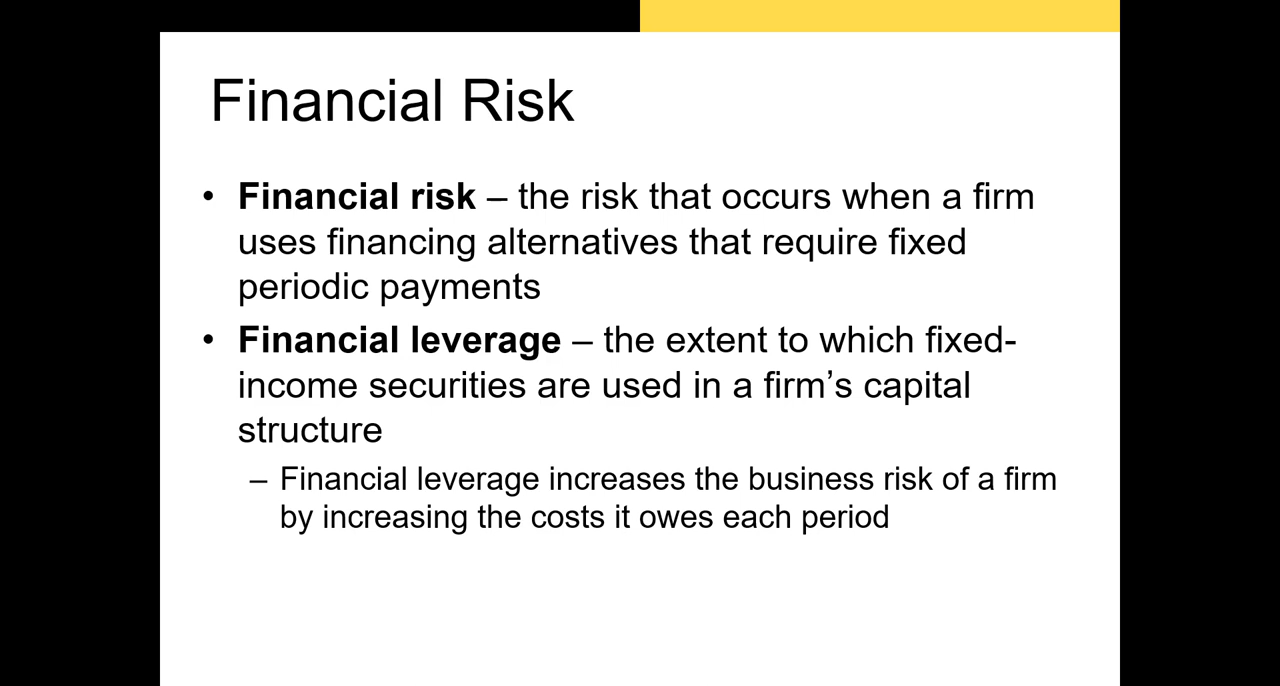 Financial Risk
• Financial risk – the risk that occurs when a firm
uses financing alternatives that require fixed
periodic payments
• Financial leverage – the extent to which fixed-
income securities are used in a firm’s capital
structure
– Financial leverage increases the business risk of a firm
by increasing the costs it owes each period